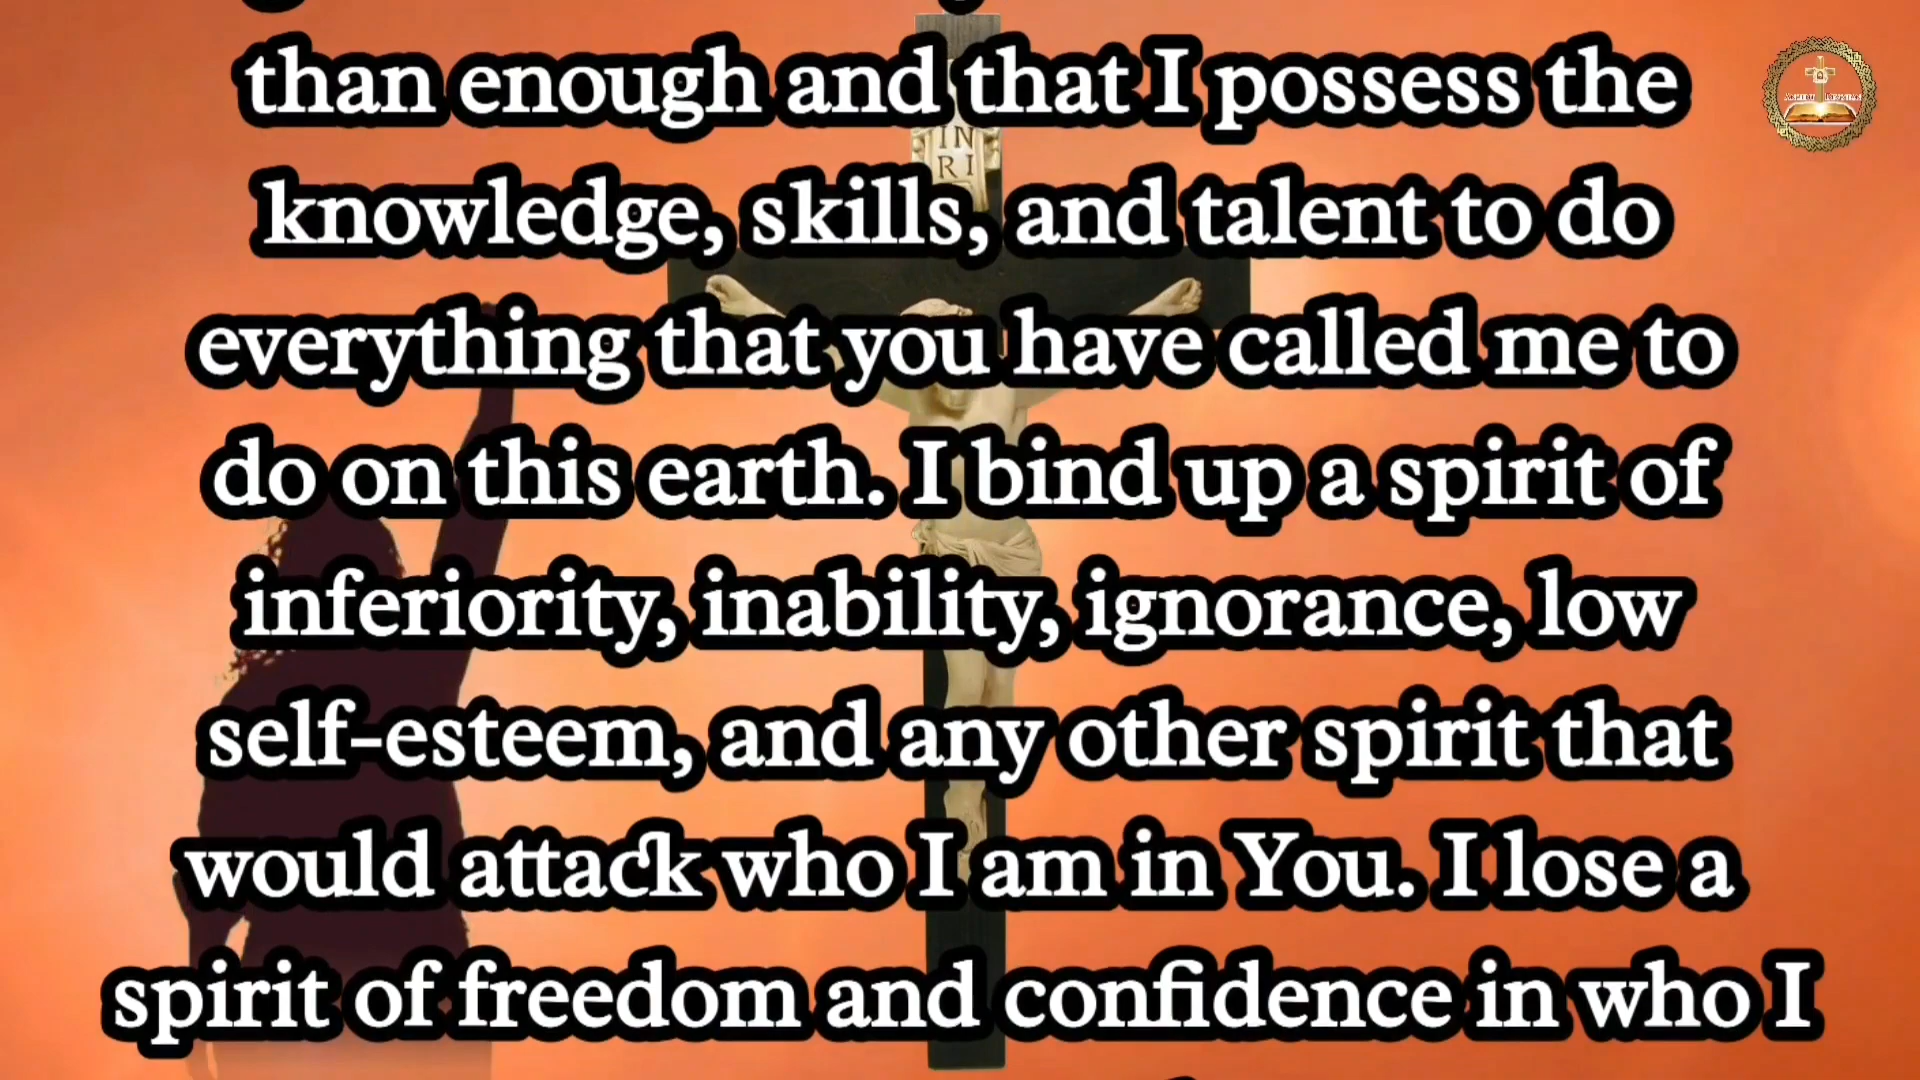 than enough and that I possess the
knowledge, skills, and talent to do
everything that you have called me to
do on this earth. I bind up a spirit of
inferiority, inability, ignorance, low
self-esteem, and any other spirit that
would attack who I am in You. I lose a
spirit of freedom and confidence in who I
IN
RI